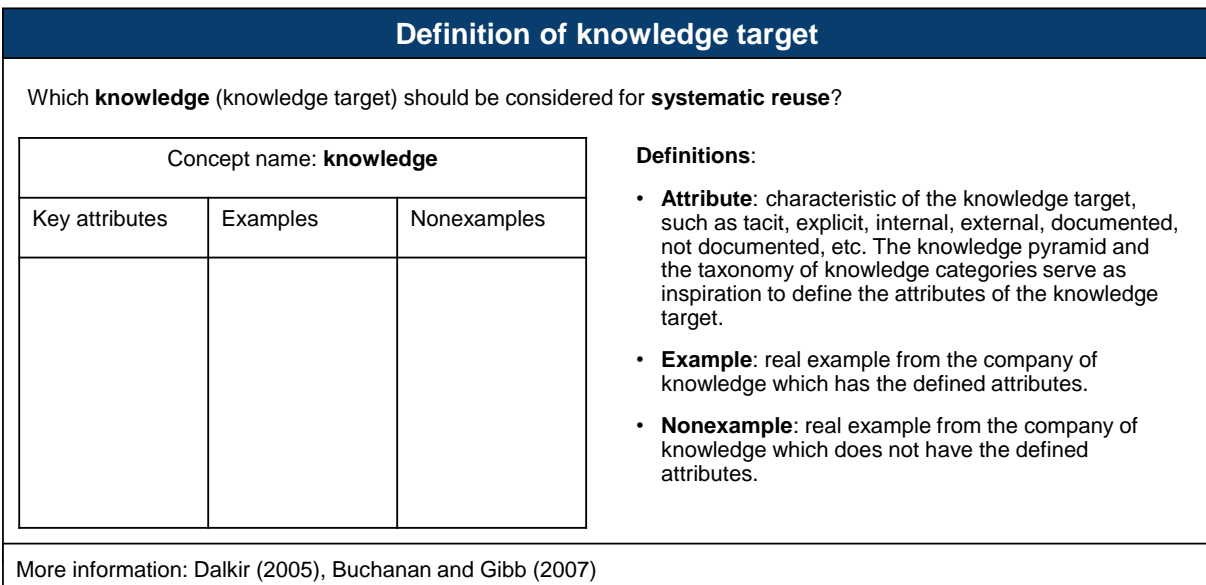 Definition of knowledge target
Which knowledge (knowledge target) should be considered for systematic reuse?
Concept name: knowledge
Key attributes
Examples
Nonexamples
Definitions:
• Attribute: characteristic of the knowledge target,
such as tacit, explicit, internal, external, documented,
not documented, etc. The knowledge pyramid and
the taxonomy of knowledge categories serve as
inspiration to define the attributes of the knowledge
target.
• Example: real example from the company of
knowledge which has the defined attributes.
• Nonexample: real example from the company of
knowledge which does not have the defined
attributes.
More information: Dalkir (2005), Buchanan and Gibb (2007)